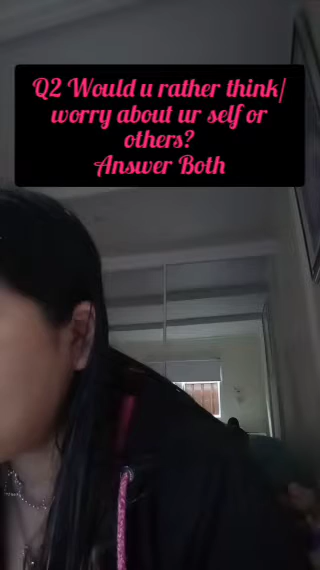 Q2 Would u rather think/
worry about ur self or
others?
Answer Both